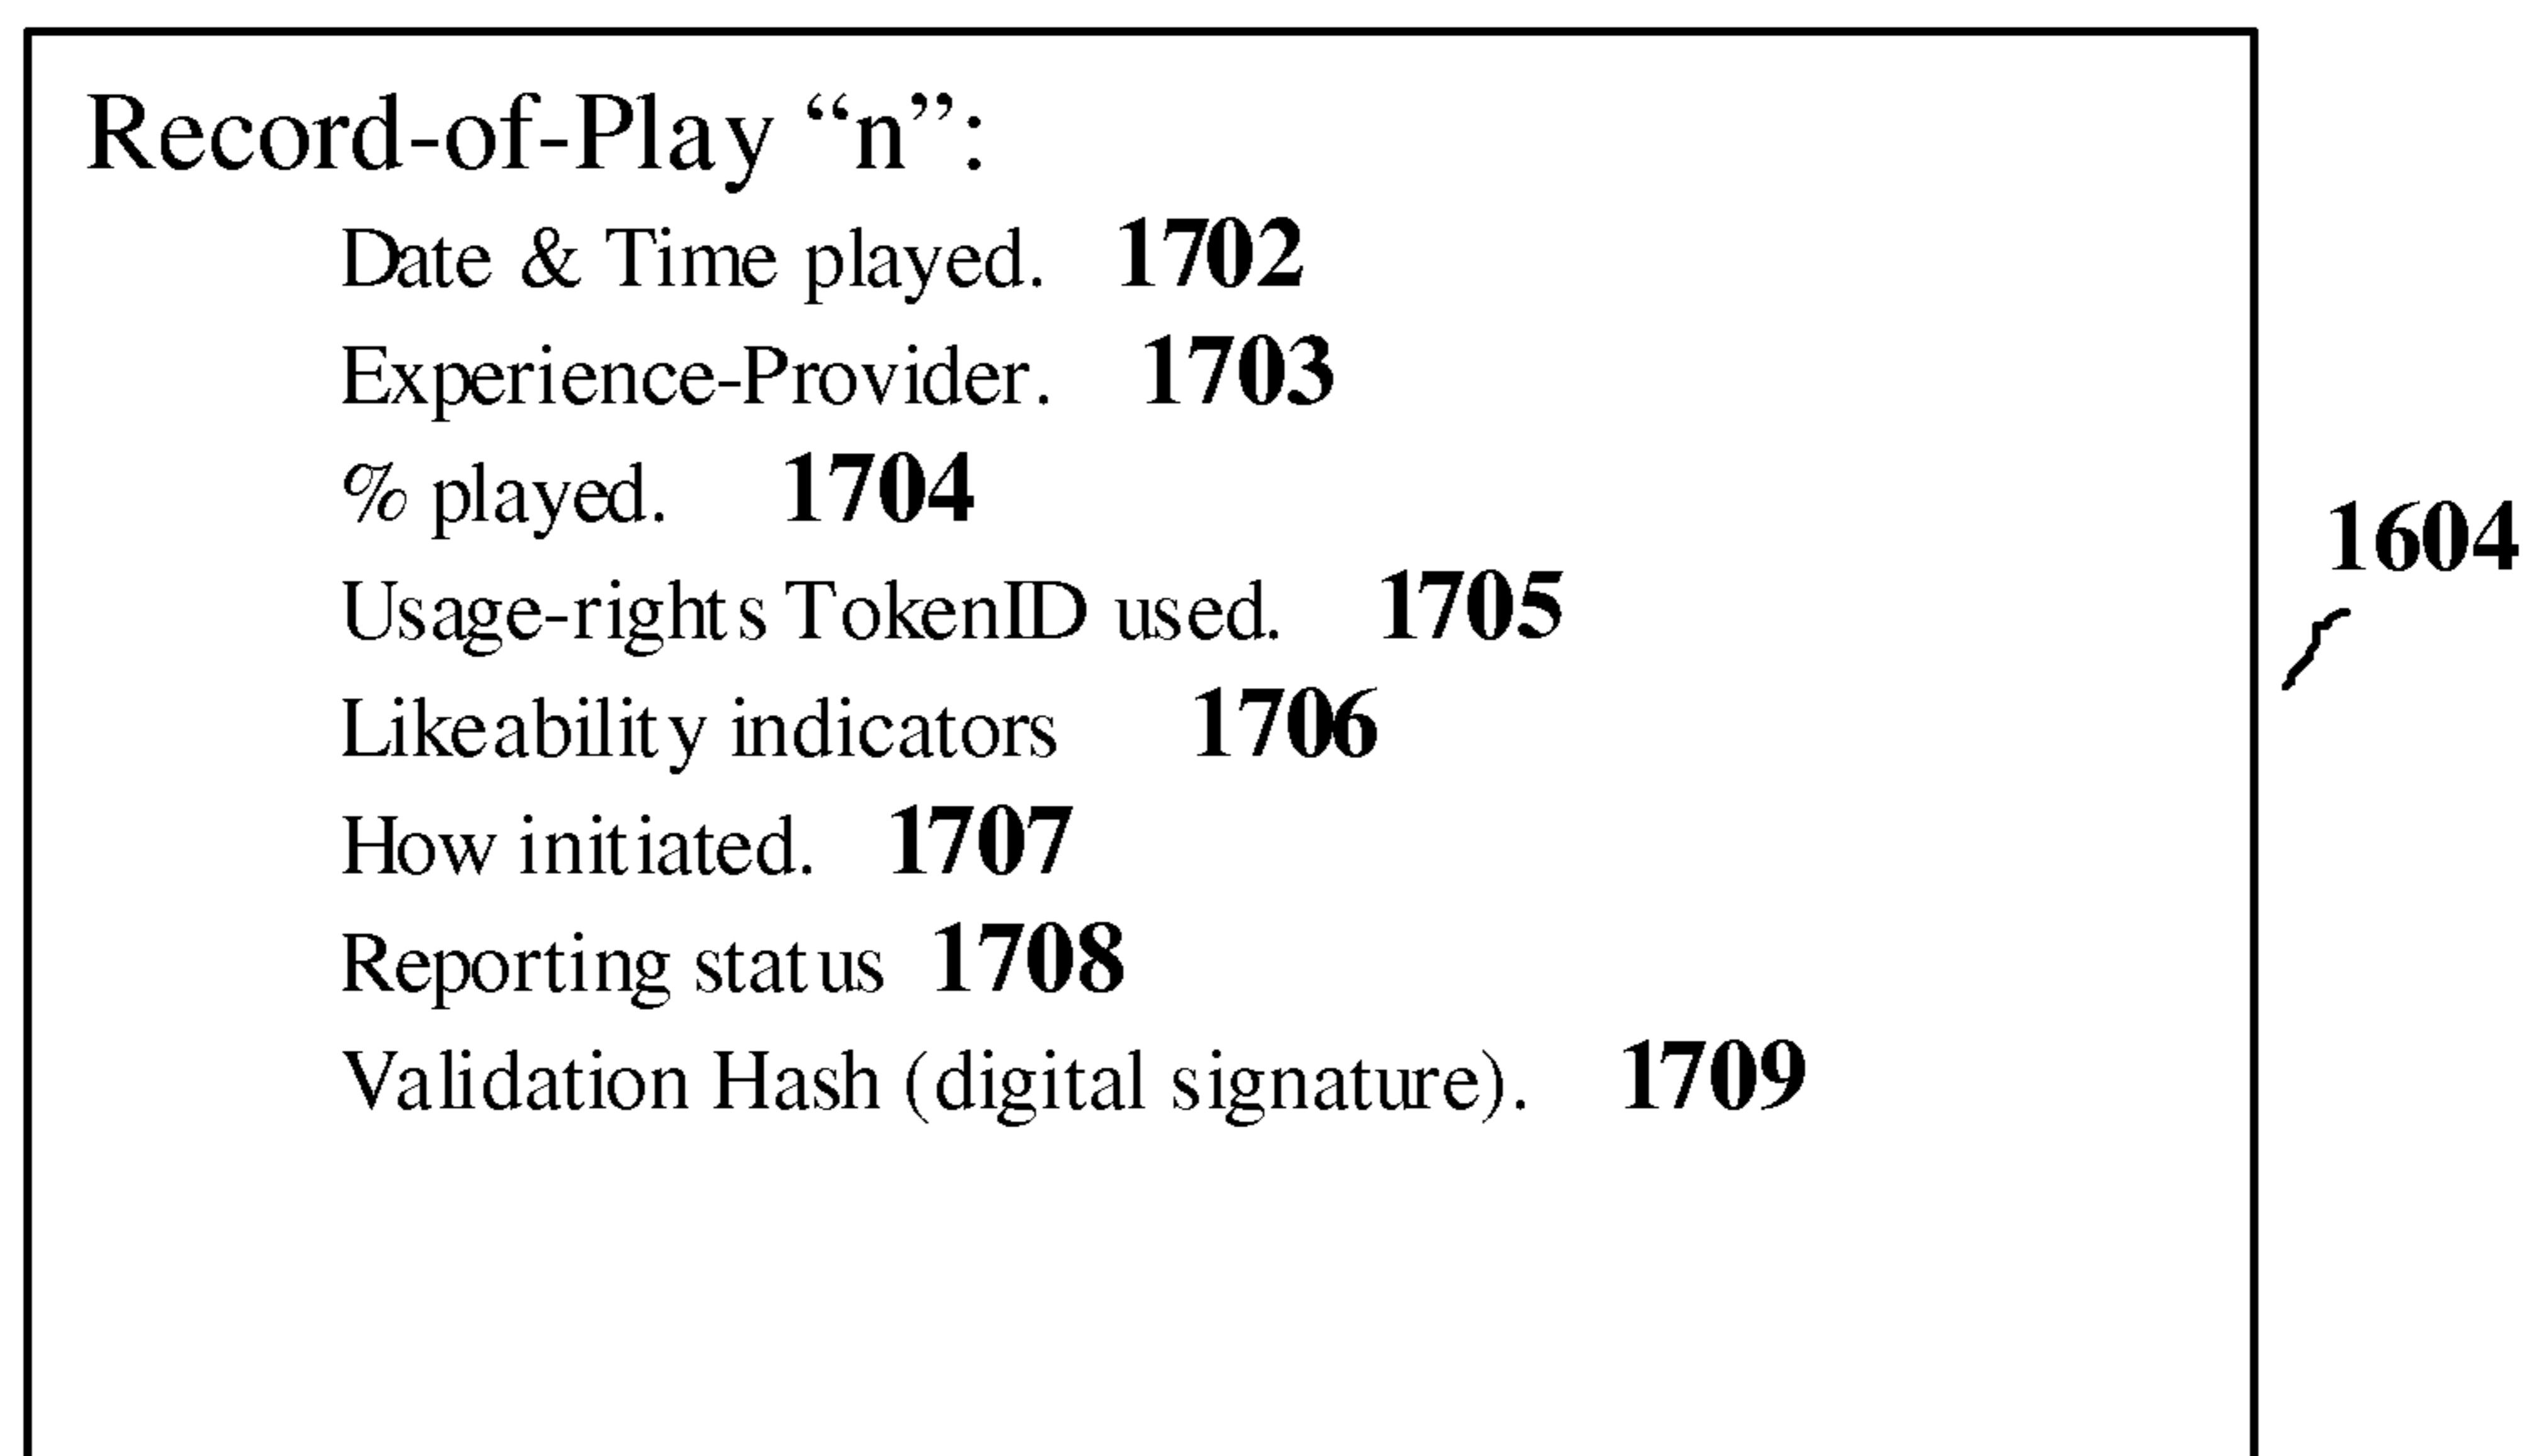 Record-of-Play “n”:
Date & Time played. 1702
Experience-Provider. 1703
% played. 1704
1604
Usage-rights TokenID used. 1705
Likeability indicators 1706
How initiated. 1707
Reporting status 1708
Validation Hash (digital signature). 1709